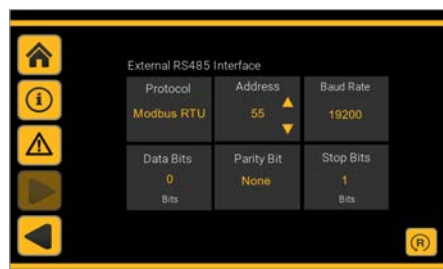 External RS485 Interface
Protocol Address Baud Rate
Modbus RTU 55 19200
Data Bits Parity Bit Stop Bits
0 None 1
Bits Bits
R